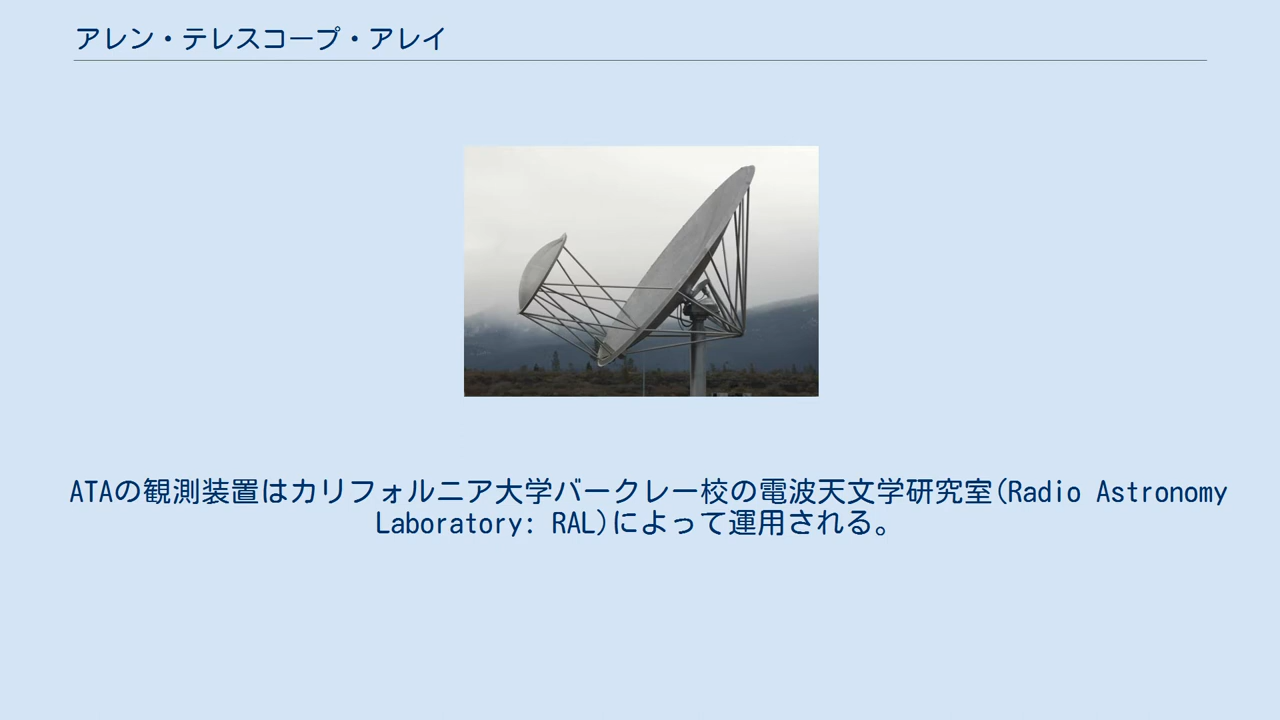 アレン・テレスコープ・アレイ
ATAの観測装置はカリフォルニア大学バークレー校の電波天文学研究室(Radio Astronomy
Laboratory: RAL)によって運用される。